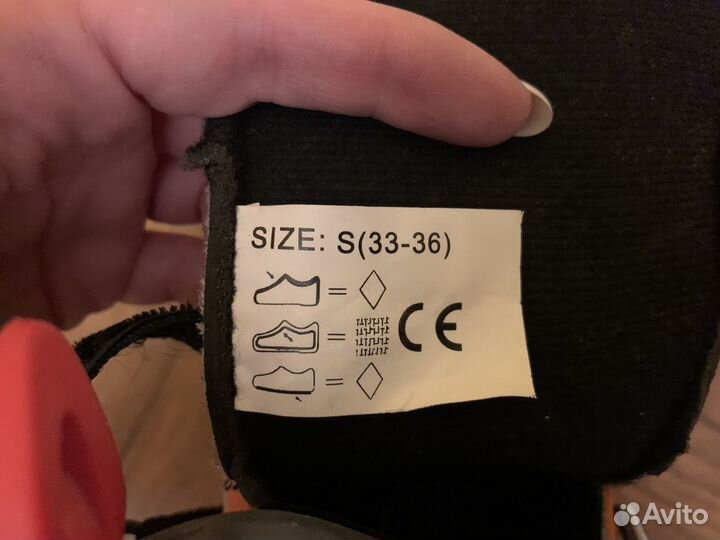 SIZE: S(33-36)
=
= CE
=
Avito